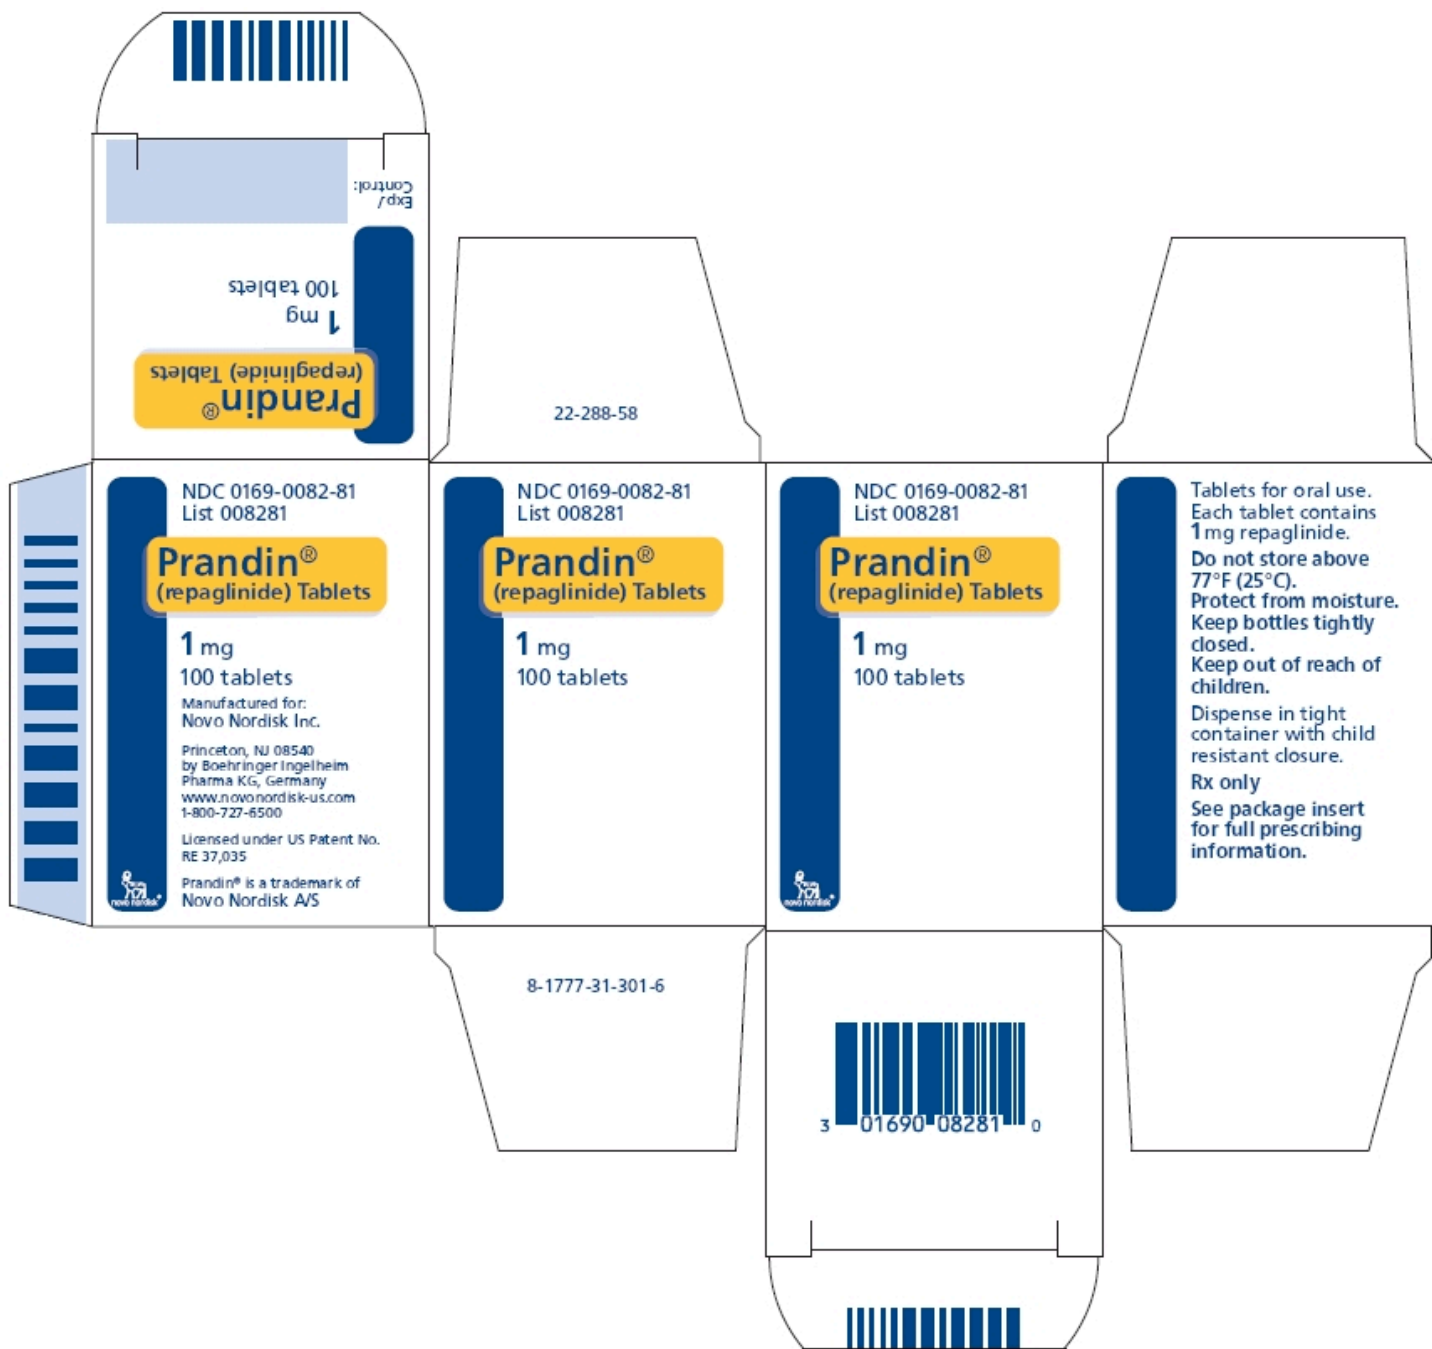 Exp./
Control:
100 tablets
1 mg
(repaglinide) Tablets
Prandin®
22-288-58
NDC 0169-0082-81
List 008281
Prandin®
(repaglinide) Tablets
1 mg
100 tablets
Manufactured for:
Novo Nordisk Inc.
Princeton, NJ 08540
by Boehringer Ingelheim
Pharma KG, Germany
www.novonordisk-us.com
1-800-727-6500
Licensed under US Patent No.
RE 37,035
Prandin® is a trademark of
Novo Nordisk A/S
novo nordisk®
NDC 0169-0082-81
List 008281
Prandin®
(repaglinide) Tablets
1 mg
100 tablets
NDC 0169-0082-81
List 008281
Prandin®
(repaglinide) Tablets
1 mg
100 tablets
novo nordisk®
Tablets for oral use.
Each tablet contains
1 mg repaglinide.
Do not store above
77°F (25°C).
Protect from moisture.
Keep bottles tightly
closed.
Keep out of reach of
children.
Dispense in tight
container with child
resistant closure.
Rx only
See package insert
for full prescribing
information.
8-1777-31-301-6
3 01690 08281 0